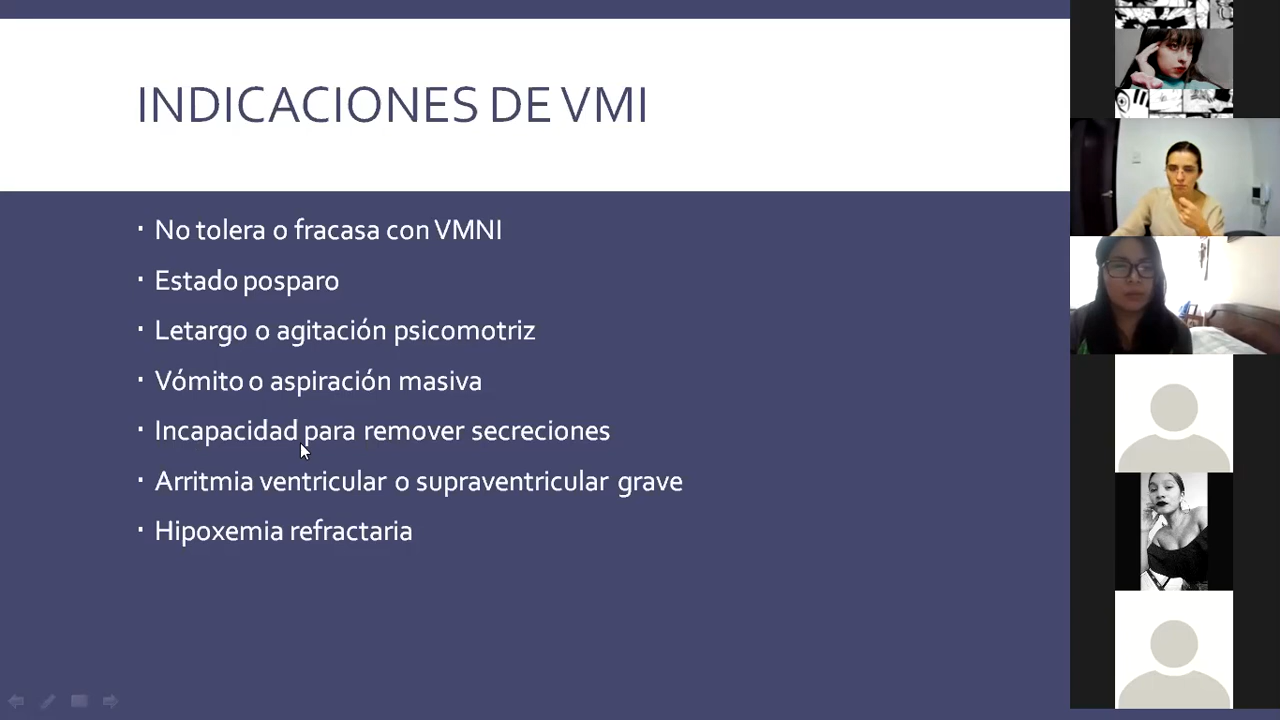 INDICACIONES DE VMI
No tolera o fracasa con VMNI
Estado posparo
Letargo o agitación psicomotriz
Vómito o aspiración masiva
Incapacidad para remover secreciones
Arritmia ventricular o supraventricular grave
Hipoxemia refractaria